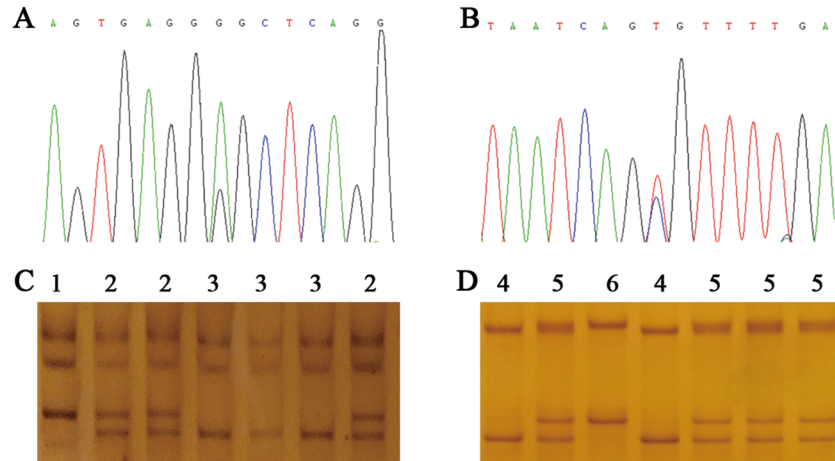 A A G T G A G G G G C T C A G G
B T A A T C A G T G T T T T G A
C 1 2 2 3 3 3 2
D 4 5 6 4 5 5 5